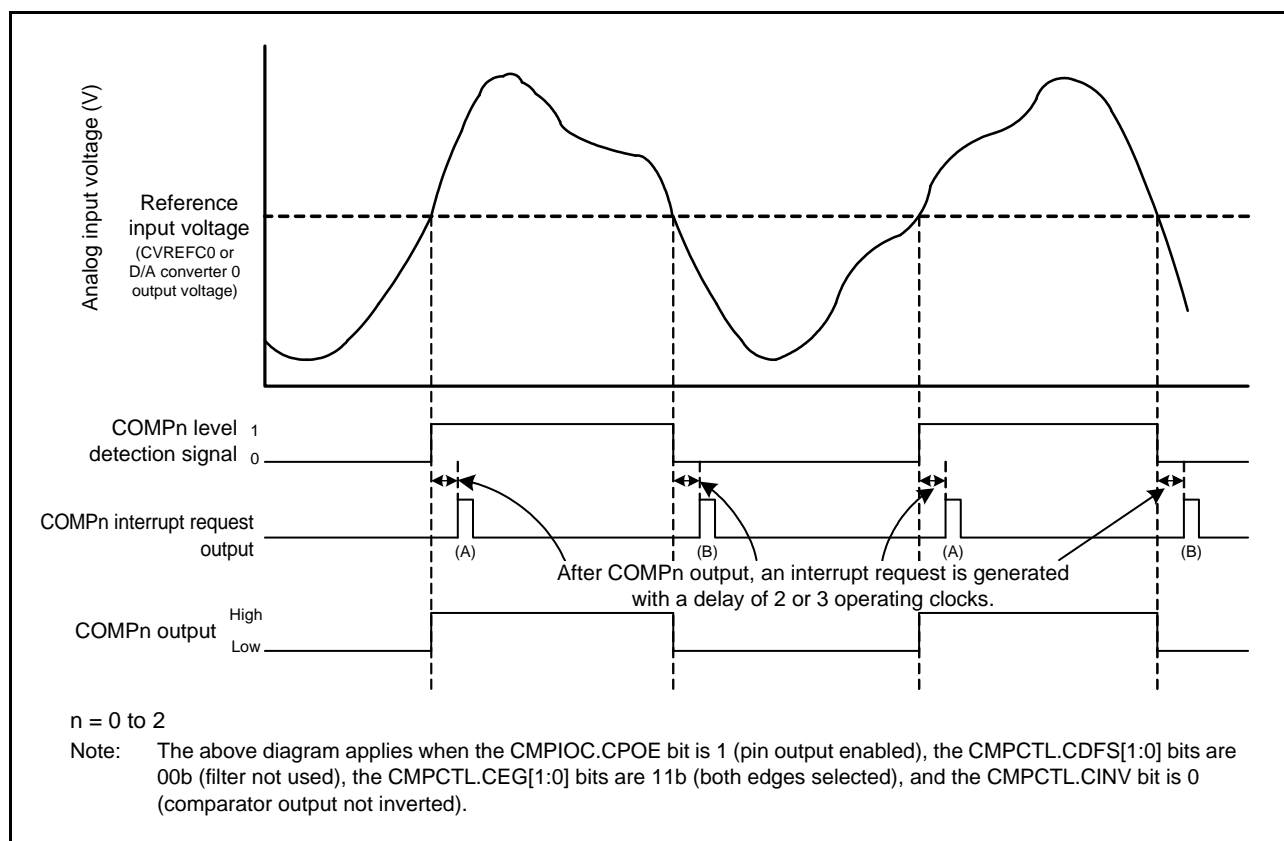 Analog input voltage (V)
Reference
input voltage
(CVREFC0 or
D/A converter 0
output voltage)
COMPn level
detection signal
1
0
COMPn interrupt request
output
(A)
(B)
(A)
(B)
After COMPn output, an interrupt request is generated
with a delay of 2 or 3 operating clocks.
COMPn output
High
Low
n = 0 to 2
Note: The above diagram applies when the CMPIOC.CPOE bit is 1 (pin output enabled), the CMPCTL.CDFS[1:0] bits are
00b (filter not used), the CMPCTL.CEG[1:0] bits are 11b (both edges selected), and the CMPCTL.CINV bit is 0
(comparator output not inverted).